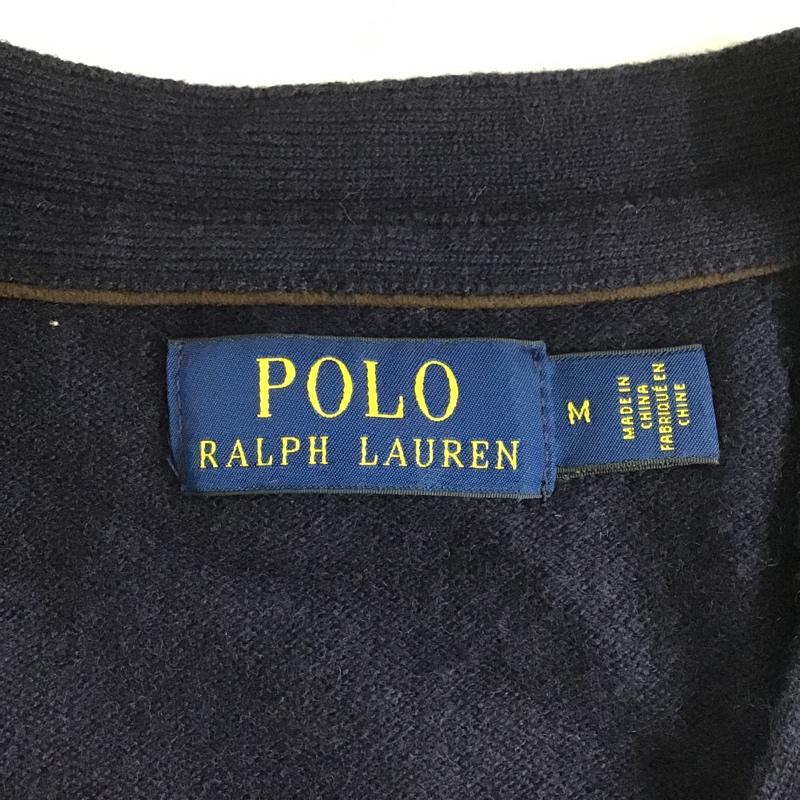 POLO
RALPH LAUREN
M
MADE IN
CHINA
FABRIQUÉ EN
CHINE